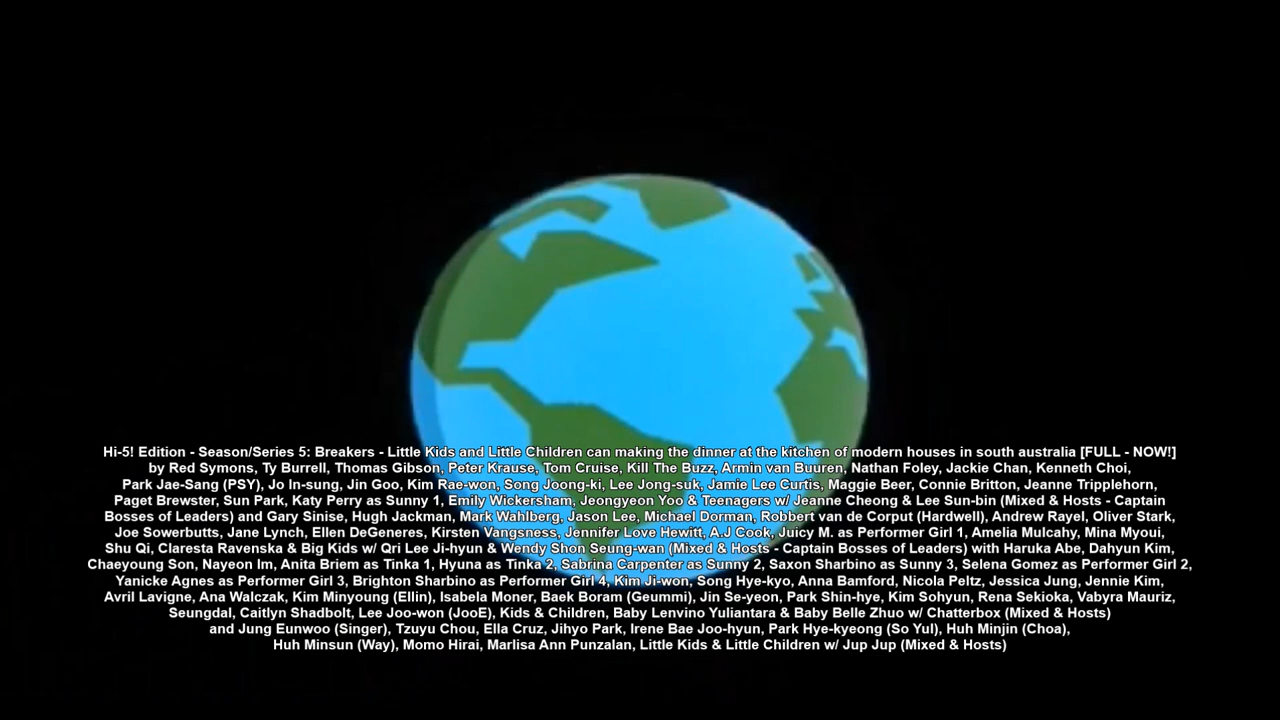 Hi-5! Edition - Season/Series 5: Breakers - Little Kids and Little Children can making the dinner at the kitchen of modern houses in south australia [FULL - NOW!]
by Red Symons, Ty Burrell, Thomas Gibson, Peter Krause, Tom Cruise, Kill The Buzz, Armin van Buuren, Nathan Foley, Jackie Chan, Kenneth Choi,
Park Jae-Sang (PSY), Jo In-sung, Jin Goo, Kim Rae-won, Song Joong-ki, Lee Jong-suk, Jamie Lee Curtis, Maggie Beer, Connie Britton, Jeanne Tripplehorn,
Paget Brewster, Sun Park, Katy Perry as Sunny 1, Emily Wickersham, Jeongyeon Yoo & Teenagers w/ Jeanne Cheong & Lee Sun-bin (Mixed & Hosts - Captain
Bosses of Leaders) and Gary Sinise, Hugh Jackman, Mark Wahlberg, Jason Lee, Michael Dorman, Robbert van de Corput (Hardwell), Andrew Rayel, Oliver Stark,
Joe Sowerbutts, Jane Lynch, Ellen DeGeneres, Kirsten Vangsness, Jennifer Love Hewitt, A.J Cook, Juicy M. as Performer Girl 1, Amelia Mulcahy, Mina Myoui,
Shu Qi, Claresta Ravenska & Big Kids w/ Qri Lee Ji-hyun & Wendy Shon Seung-wan (Mixed & Hosts - Captain Bosses of Leaders) with Haruka Abe, Dahyun Kim,
Chaeyoung Son, Nayeon Im, Anita Briem as Tinka 1, Hyuna as Tinka 2, Sabrina Carpenter as Sunny 2, Saxon Sharbino as Sunny 3, Selena Gomez as Performer Girl 2,
Yanicke Agnes as Performer Girl 3, Brighton Sharbino as Performer Girl 4, Kim Ji-won, Song Hye-kyo, Anna Bamford, Nicola Peltz, Jessica Jung, Jennie Kim,
Avril Lavigne, Ana Walczak, Kim Minyoung (Ellin), Isabela Moner, Baek Boram (Geummi), Jin Se-yeon, Park Shin-hye, Kim Sohyun, Rena Sekioka, Vabyra Mauriz,
Seungdal, Caitlyn Shadbolt, Lee Joo-won (JooE), Kids & Children, Baby Lenvino Yuliantara & Baby Belle Zhuo w/ Chatterbox (Mixed & Hosts)
and Jung Eunwoo (Singer), Tzuyu Chou, Ella Cruz, Jihyo Park, Irene Bae Joo-hyun, Park Hye-kyeong (So Yul), Huh Minjin (Choa),
Huh Minsun (Way), Momo Hirai, Marlisa Ann Punzalan, Little Kids & Little Children w/ Jup Jup (Mixed & Hosts)